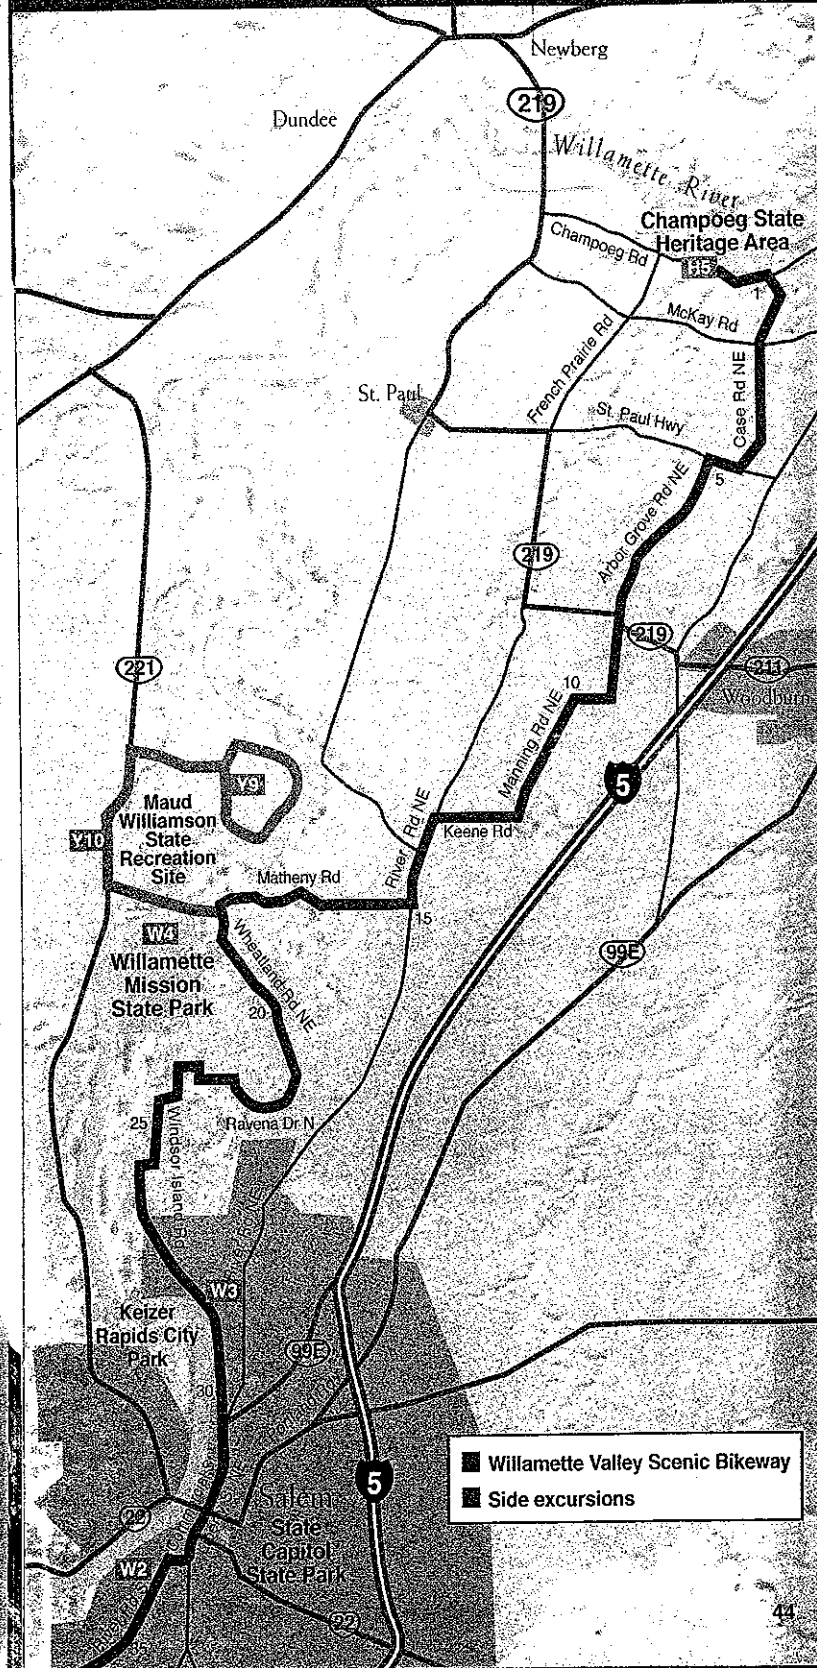 Newberg
219
Dundee
Willamette River
Champoeg State
Heritage Area
Champoeg Rd
H5
1
McKay Rd
French Prairie Rd
Case Rd NE
St. Paul
St. Paul Hwy
5
Arbor Grove Rd NE
219
219
211
Woodburn
221
10
Manning Rd NE
5
Y9
Maud
Williamson
State
Recreation
Site
Y10
River Rd NE
Keene Rd
Matheny Rd
15
W4
Willamette
Mission
State Park
Wheatland Rd NE
99E
20
25
Windsor Island Rd
Ravena Dr N
W3
Keizer
Rapids City
Park
99E
30
Willamette Valley Scenic Bikeway
Side excursions
5
Salem
State
Capitol
State Park
W2
22
35
44